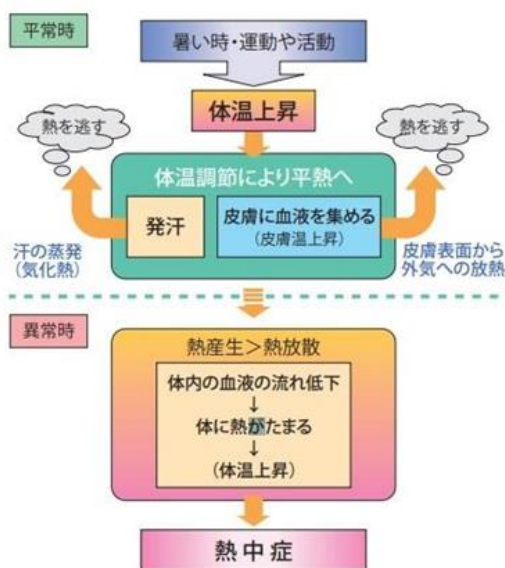 平常時
暑い時・運動や活動
体温上昇
熱を逃す
熱を逃す
体温調節により平熱へ
発汗
皮膚に血液を集める
(皮膚温上昇)
汗の蒸発
(気化熱)
皮膚表面から
外気への放熱
異常時
熱産生＞熱放散
体内の血液の流れ低下
↓
体に熱がたまる
↓
(体温上昇)
熱中症